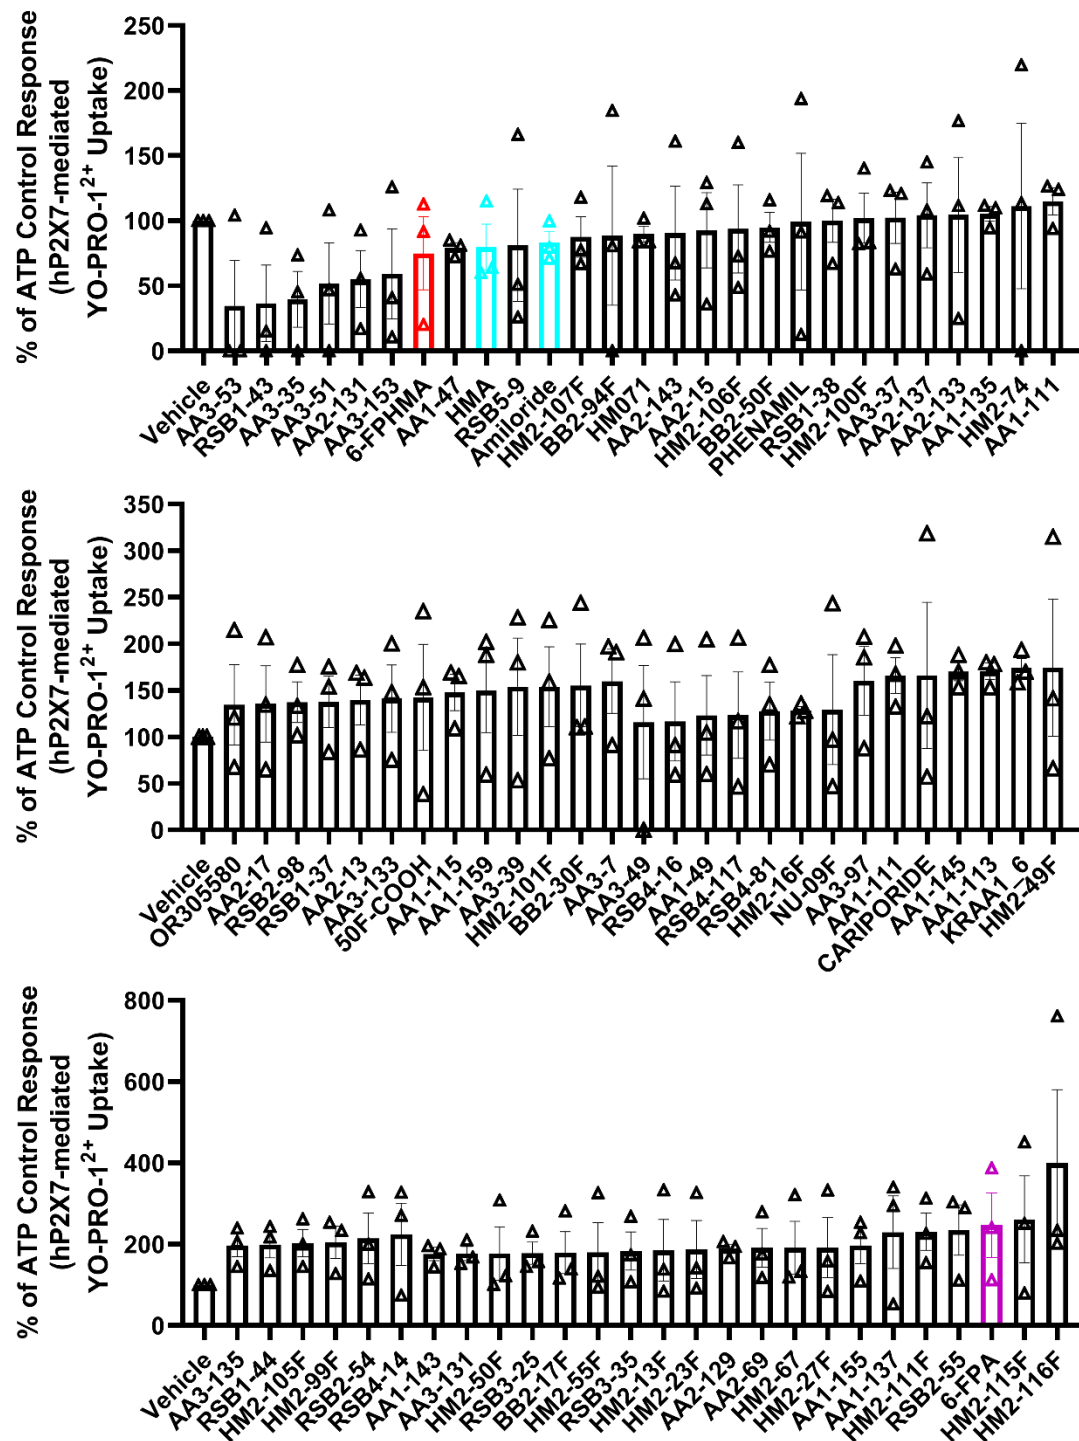 % of ATP Control Response
(hP2X7-mediated
YO-PRO-1²⁺ Uptake)
250
200
150
100
50
0
Vehicle
AA3-53
RSB1-43
AA3-35
AA3-51
AA2-131
AA3-153
6-FPHMA
AA1-47
HMA
RSB5-9
Amiloride
HM2-107F
BB2-94F
HM071
AA2-143
AA2-15
HM2-106F
BB2-50F
PHENAMIL
RSB1-38
HM2-100F
AA3-37
AA2-137
AA2-133
AA1-135
HM2-74
AA1-111
% of ATP Control Response
(hP2X7-mediated
YO-PRO-1²⁺ Uptake)
350
300
250
200
150
100
50
0
Vehicle
OR305580
AA2-17
RSB2-98
RSB1-37
AA2-13
AA3-133
50F-COOH
AA1-115
AA1-159
AA3-39
HM2-101F
BB2-30F
AA3-7
AA3-49
RSB4-16
AA1-49
RSB4-117
RSB4-81
HM2-16F
NU-09F
AA3-97
AA1-111
CARIPORIDE
AA1-145
AA1-113
KRAA1_6
HM2-49F
% of ATP Control Response
(hP2X7-mediated
YO-PRO-1²⁺ Uptake)
800
600
400
200
0
Vehicle
AA3-135
RSB1-44
HM2-105F
HM2-99F
RSB2-54
RSB4-14
AA1-143
AA3-131
HM2-50F
RSB3-25
BB2-17F
HM2-55F
RSB3-35
HM2-13F
HM2-23F
AA2-129
AA2-69
HM2-67
HM2-27F
AA1-155
AA1-137
HM2-111F
RSB2-55
6-FPA
HM2-115F
HM2-116F